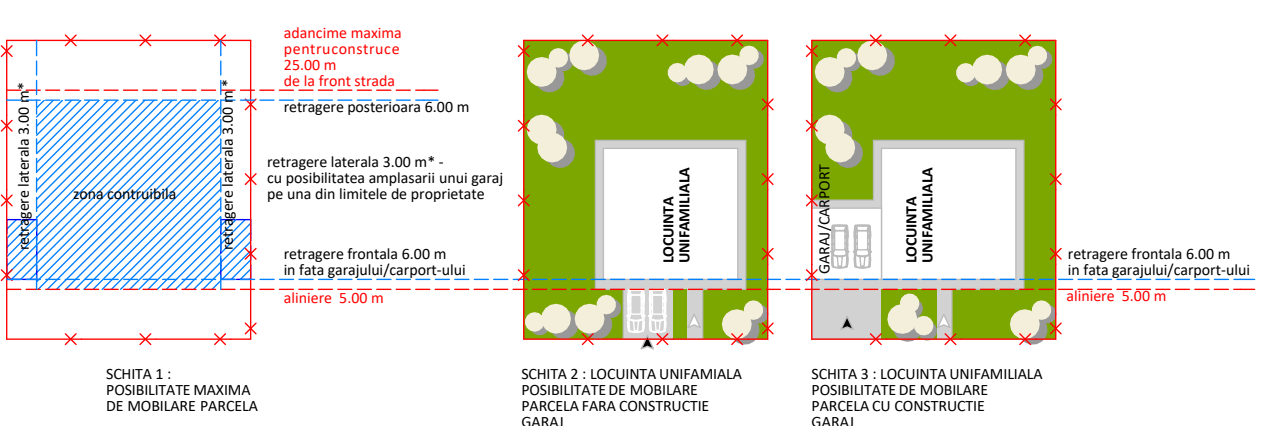 adancime maxima
pentruconstruce
25.00 m
de la front strada
retragere posterioara 6.00 m
retragere laterala 3.00 m*
retragere laterala 3.00 m*
zona contruibila
retragere laterala 3.00 m* -
cu posibilitatea amplasarii unui garaj
pe una din limitele de proprietate
retragere frontala 6.00 m
in fata garajului/carport-ului
aliniere 5.00 m
SCHITA 1 :
POSIBILITATE MAXIMA
DE MOBILARE PARCELA
LOCUINTA
UNIFAMILIALA
SCHITA 2 : LOCUINTA UNIFAMIALA
POSIBILITATE DE MOBILARE
PARCELA FARA CONSTRUCTIE
GARAJ
GARAJ/CARPORT
LOCUINTA
UNIFAMILIALA
retragere frontala 6.00 m
in fata garajului/carport-ului
aliniere 5.00 m
SCHITA 3 : LOCUINTA UNIFAMILIALA
POSIBILITATE DE MOBILARE
PARCELA CU CONSTRUCTIE
GARAJ